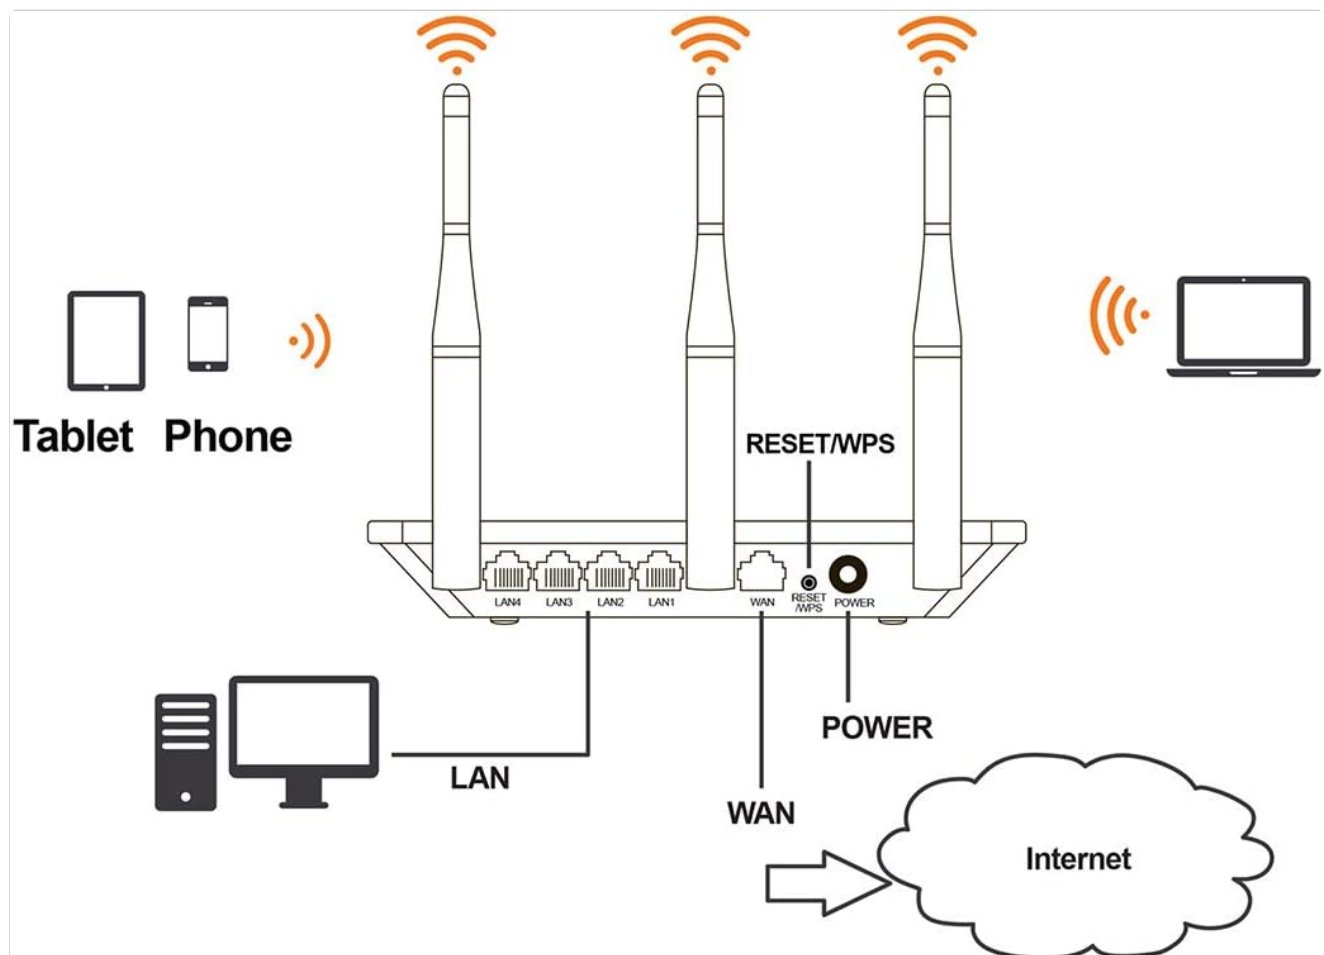 Tablet Phone
RESET/WPS
LAN4 LAN3 LAN2 LAN1 WAN RESET POWER
/WPS
POWER
LAN
WAN
Internet